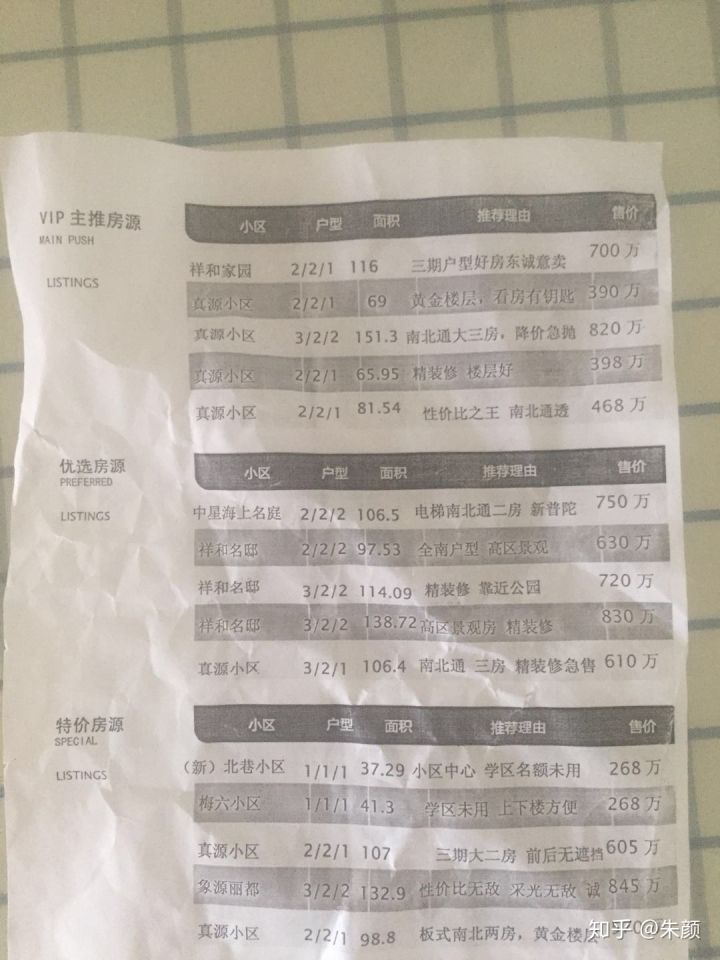 VIP 主推房源
MAIN PUSH
LISTINGS
小区 户型 面积 推荐理由 售价
祥和家园 2/2/1 116 三期户型好房东诚意卖 700 万
真源小区 2/2/1 69 黄金楼层，看房有钥匙 390 万
真源小区 3/2/2 151.3 南北通大三房，降价急抛 820 万
真源小区 2/2/1 65.95 精装修 楼层好 398 万
真源小区 2/2/1 81.54 性价比之王 南北通透 468 万
优选房源
PREFERRED
LISTINGS
小区 户型 面积 推荐理由 售价
中星海上名庭 2/2/2 106.5 电梯南北通二房 新普陀 750 万
祥和名邸 2/2/2 97.53 全南户型 高区景观 630 万
祥和名邸 3/2/2 114.09 精装修 靠近公园 720 万
祥和名邸 3/2/2 138.72 高区景观房 精装修 830 万
真源小区 3/2/1 106.4 南北通 三房 精装修急售 610 万
特价房源
SPECIAL
LISTINGS
小区 户型 面积 推荐理由 售价
（新）北巷小区 1/1/1 37.29 小区中心 学区名额未用 268 万
梅六小区 1/1/1 41.3 学区未用 上下楼方便 268 万
真源小区 2/2/1 107 三期大二房 前后无遮挡 605 万
象源丽都 3/2/2 132.9 性价比无敌 采光无敌 诚 845 万
真源小区 2/2/1 98.8 板式南北两房，黄金楼层
知乎 @朱颜